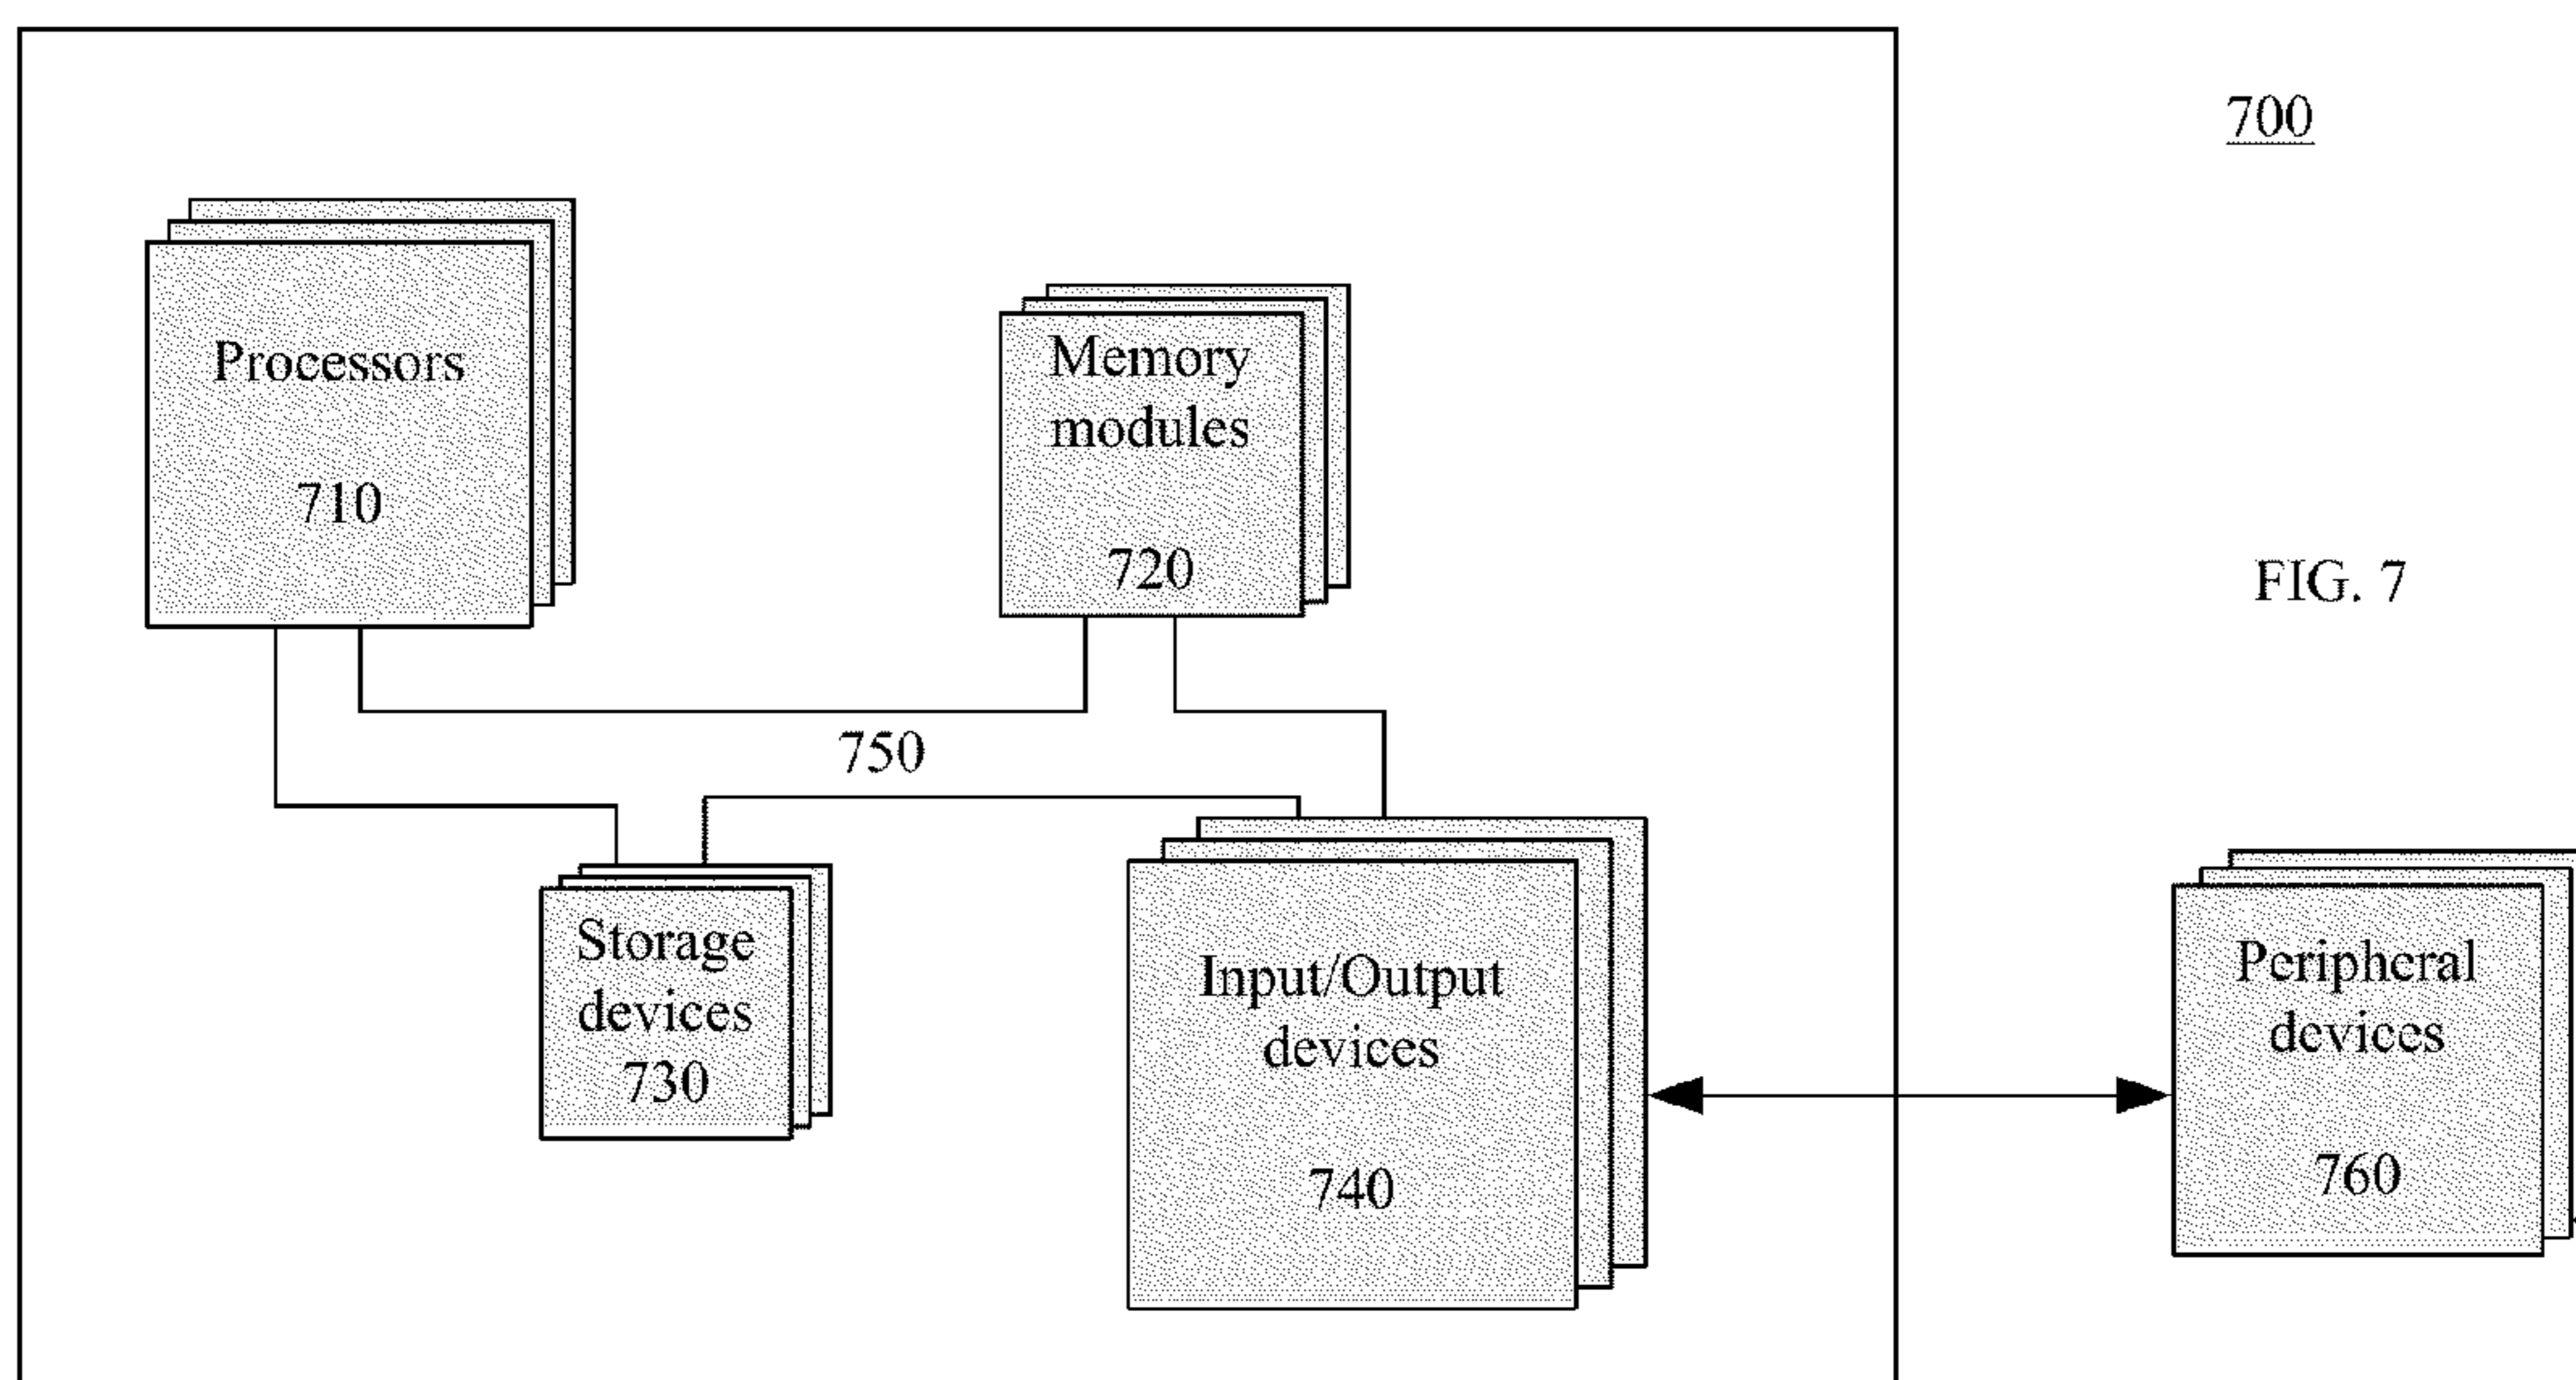 700
Processors
710
Memory
modules
720
FIG. 7
750
Storage
devices
730
Input/Output
devices
740
Peripheral
devices
760